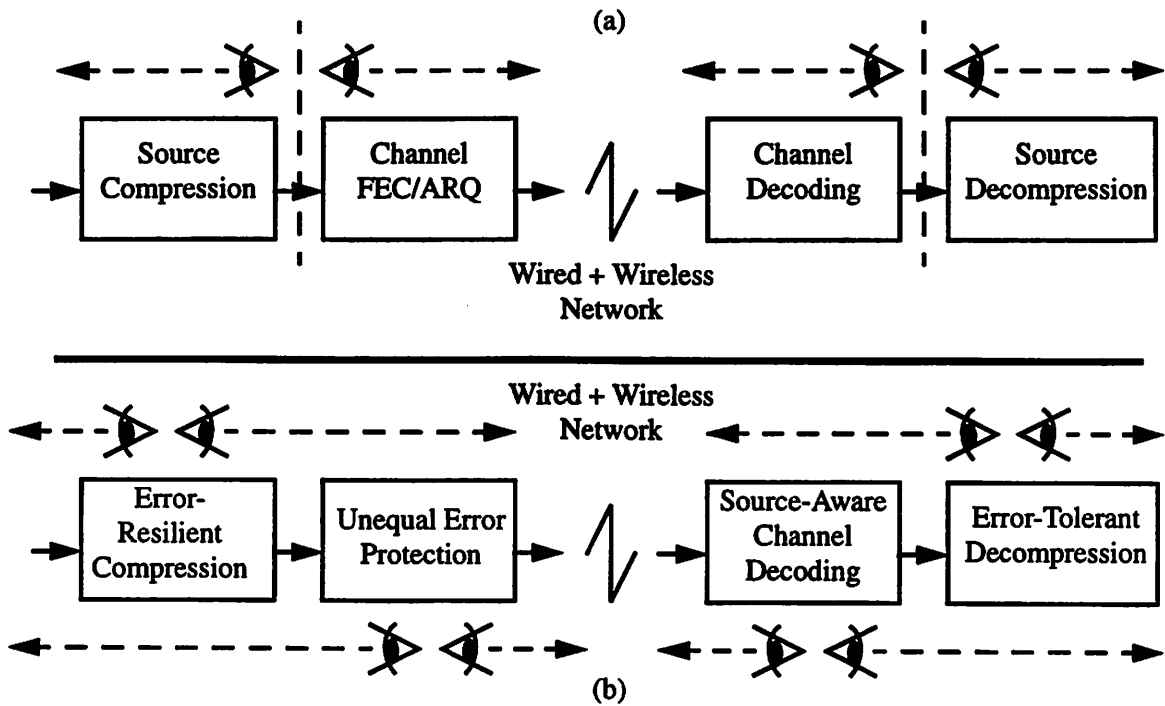 (a)
Source
Compression
Channel
FEC/ARQ
Channel
Decoding
Source
Decompression
Wired + Wireless
Network
Wired + Wireless
Network
Error-
Resilient
Compression
Unequal Error
Protection
Source-Aware
Channel
Decoding
Error-Tolerant
Decompression
(b)